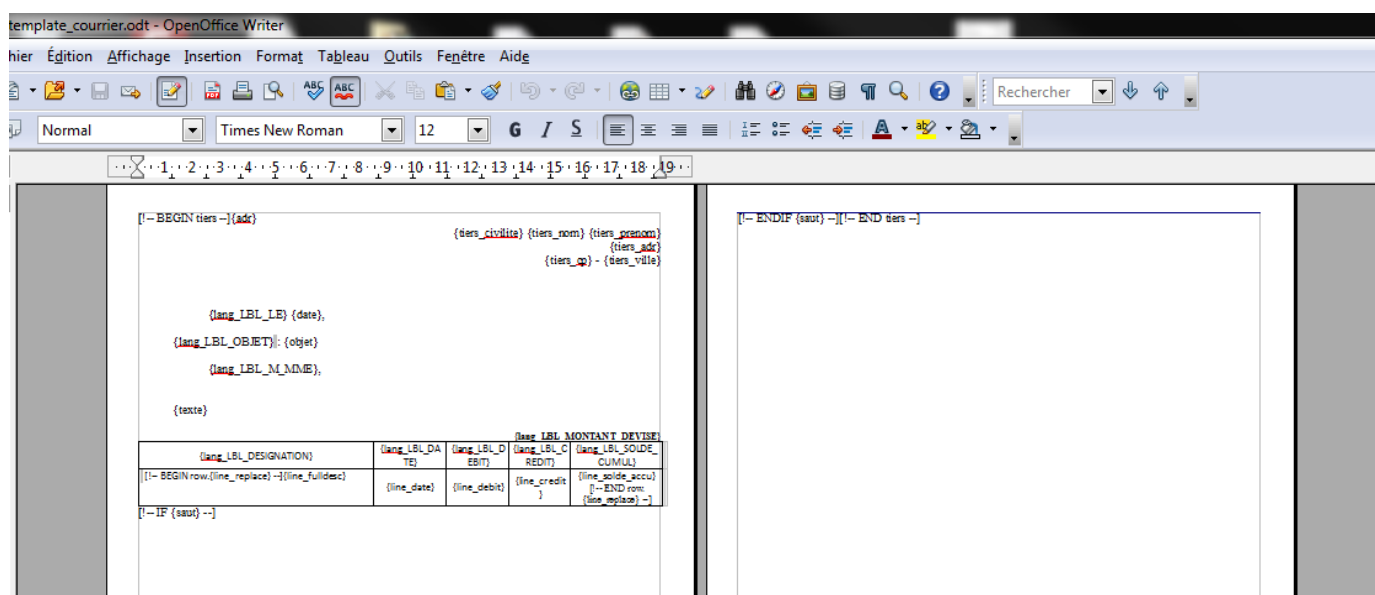 template_courrier.odt - OpenOffice Writer
hier Édition Affichage Insertion Format Tableau Outils Fenêtre Aide
ABC ABC Rechercher
Normal Times New Roman 12 G I S A
1 2 3 4 5 6 7 8 9 10 11 12 13 14 15 16 17 18 19
[!-- BEGIN tiers --]{adr}
{tiers_civilite} {tiers_nom} {tiers_prenom}
{tiers_adr}
{tiers_cp} - {tiers_ville}
{lang_LBL_LE} {date},
{lang_LBL_OBJET} : {objet}
{lang_LBL_M_MME},
{texte}
{lang_LBL_MONTANT_DEVISE}
{lang_LBL_DESIGNATION} {lang_LBL_DA {lang_LBL_D {lang_LBL_C {lang_LBL_SOLDE_
TE} EBIT} REDIT} CUMUL}
[!-- BEGIN row.{line_replace} --]{line_fulldesc} {line_date} {line_debit} {line_credit {line_solde_accu}
} [!-- END row.
{line_replace} --]
[!-- IF {saut} --]
[!-- ENDIF {saut} --][!-- END tiers --]